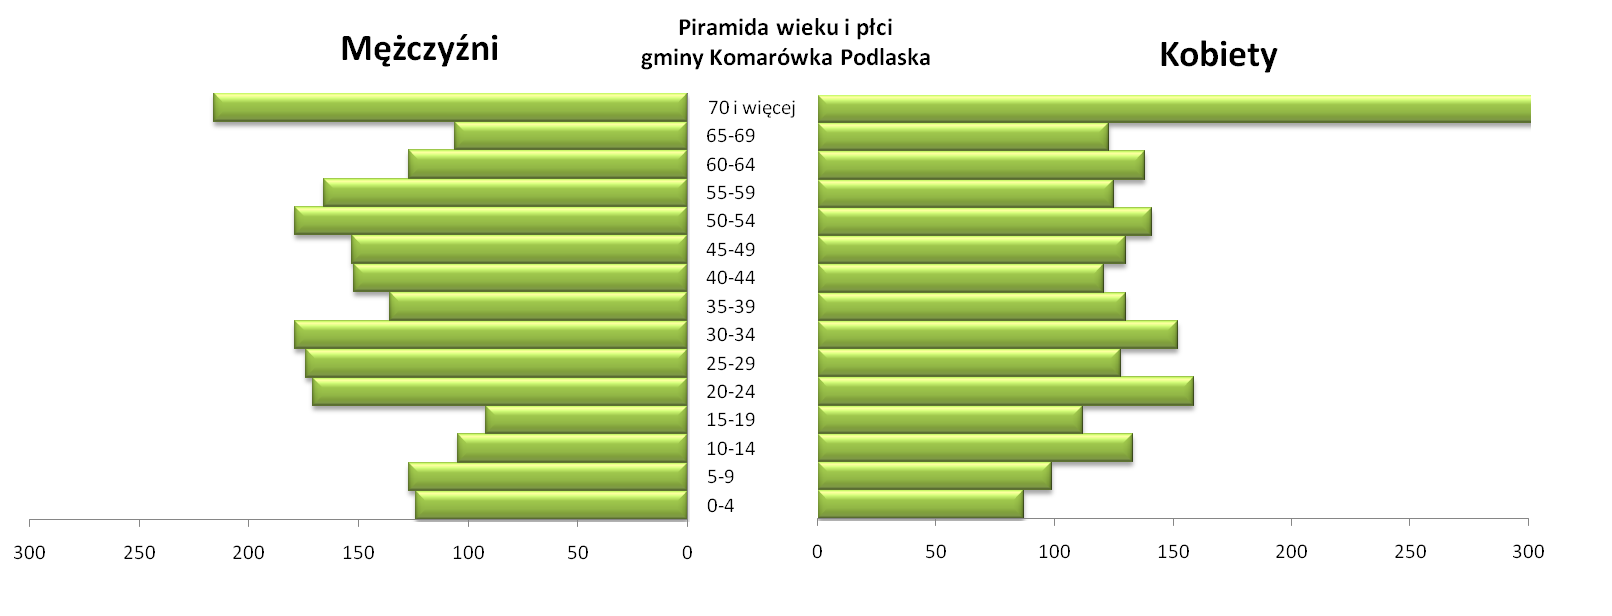 Piramida wieku i płci
gminy Komarówka Podlaska
Mężczyźni
Kobiety
70 i więcej
65-69
60-64
55-59
50-54
45-49
40-44
35-39
30-34
25-29
20-24
15-19
10-14
5-9
0-4
300 250 200 150 100 50 0
0 50 100 150 200 250 300